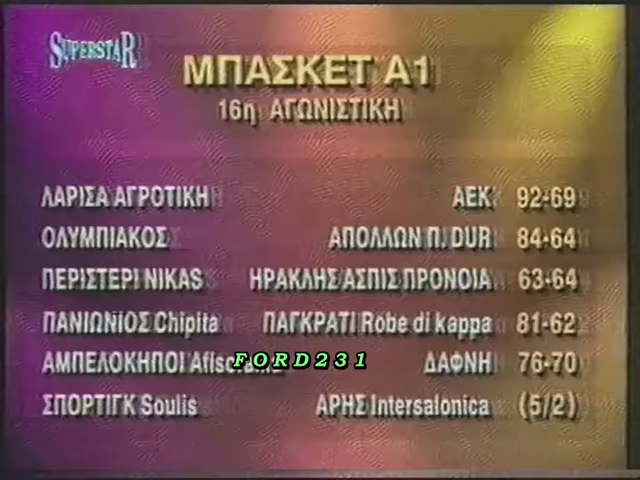 SUPERSTAR
ΜΠΑΣΚΕΤ Α1
16η ΑΓΩΝΙΣΤΙΚΗ
ΛΑΡΙΣΑ ΑΓΡΟΤΙΚΗ ΑΕΚ 92-69
ΟΛΥΜΠΙΑΚΟΣ ΑΠΟΛΛΩΝ Π. DUR 84-64
ΠΕΡΙΣΤΕΡΙ NIKAS ΗΡΑΚΛΗΣ ΑΣΠΙΣ ΠΡΟΝΟΙΑ 63-64
ΠΑΝΙΩΝΙΟΣ Chipita ΠΑΓΚΡΑΤΙ Robe di kappa 81-62
ΑΜΠΕΛΟΚΗΠΟΙ FORD231 ΔΑΦΝΗ 76-70
ΣΠΟΡΤΙΓΚ Soulis ΑΡΗΣ Intersalonica (5/2)